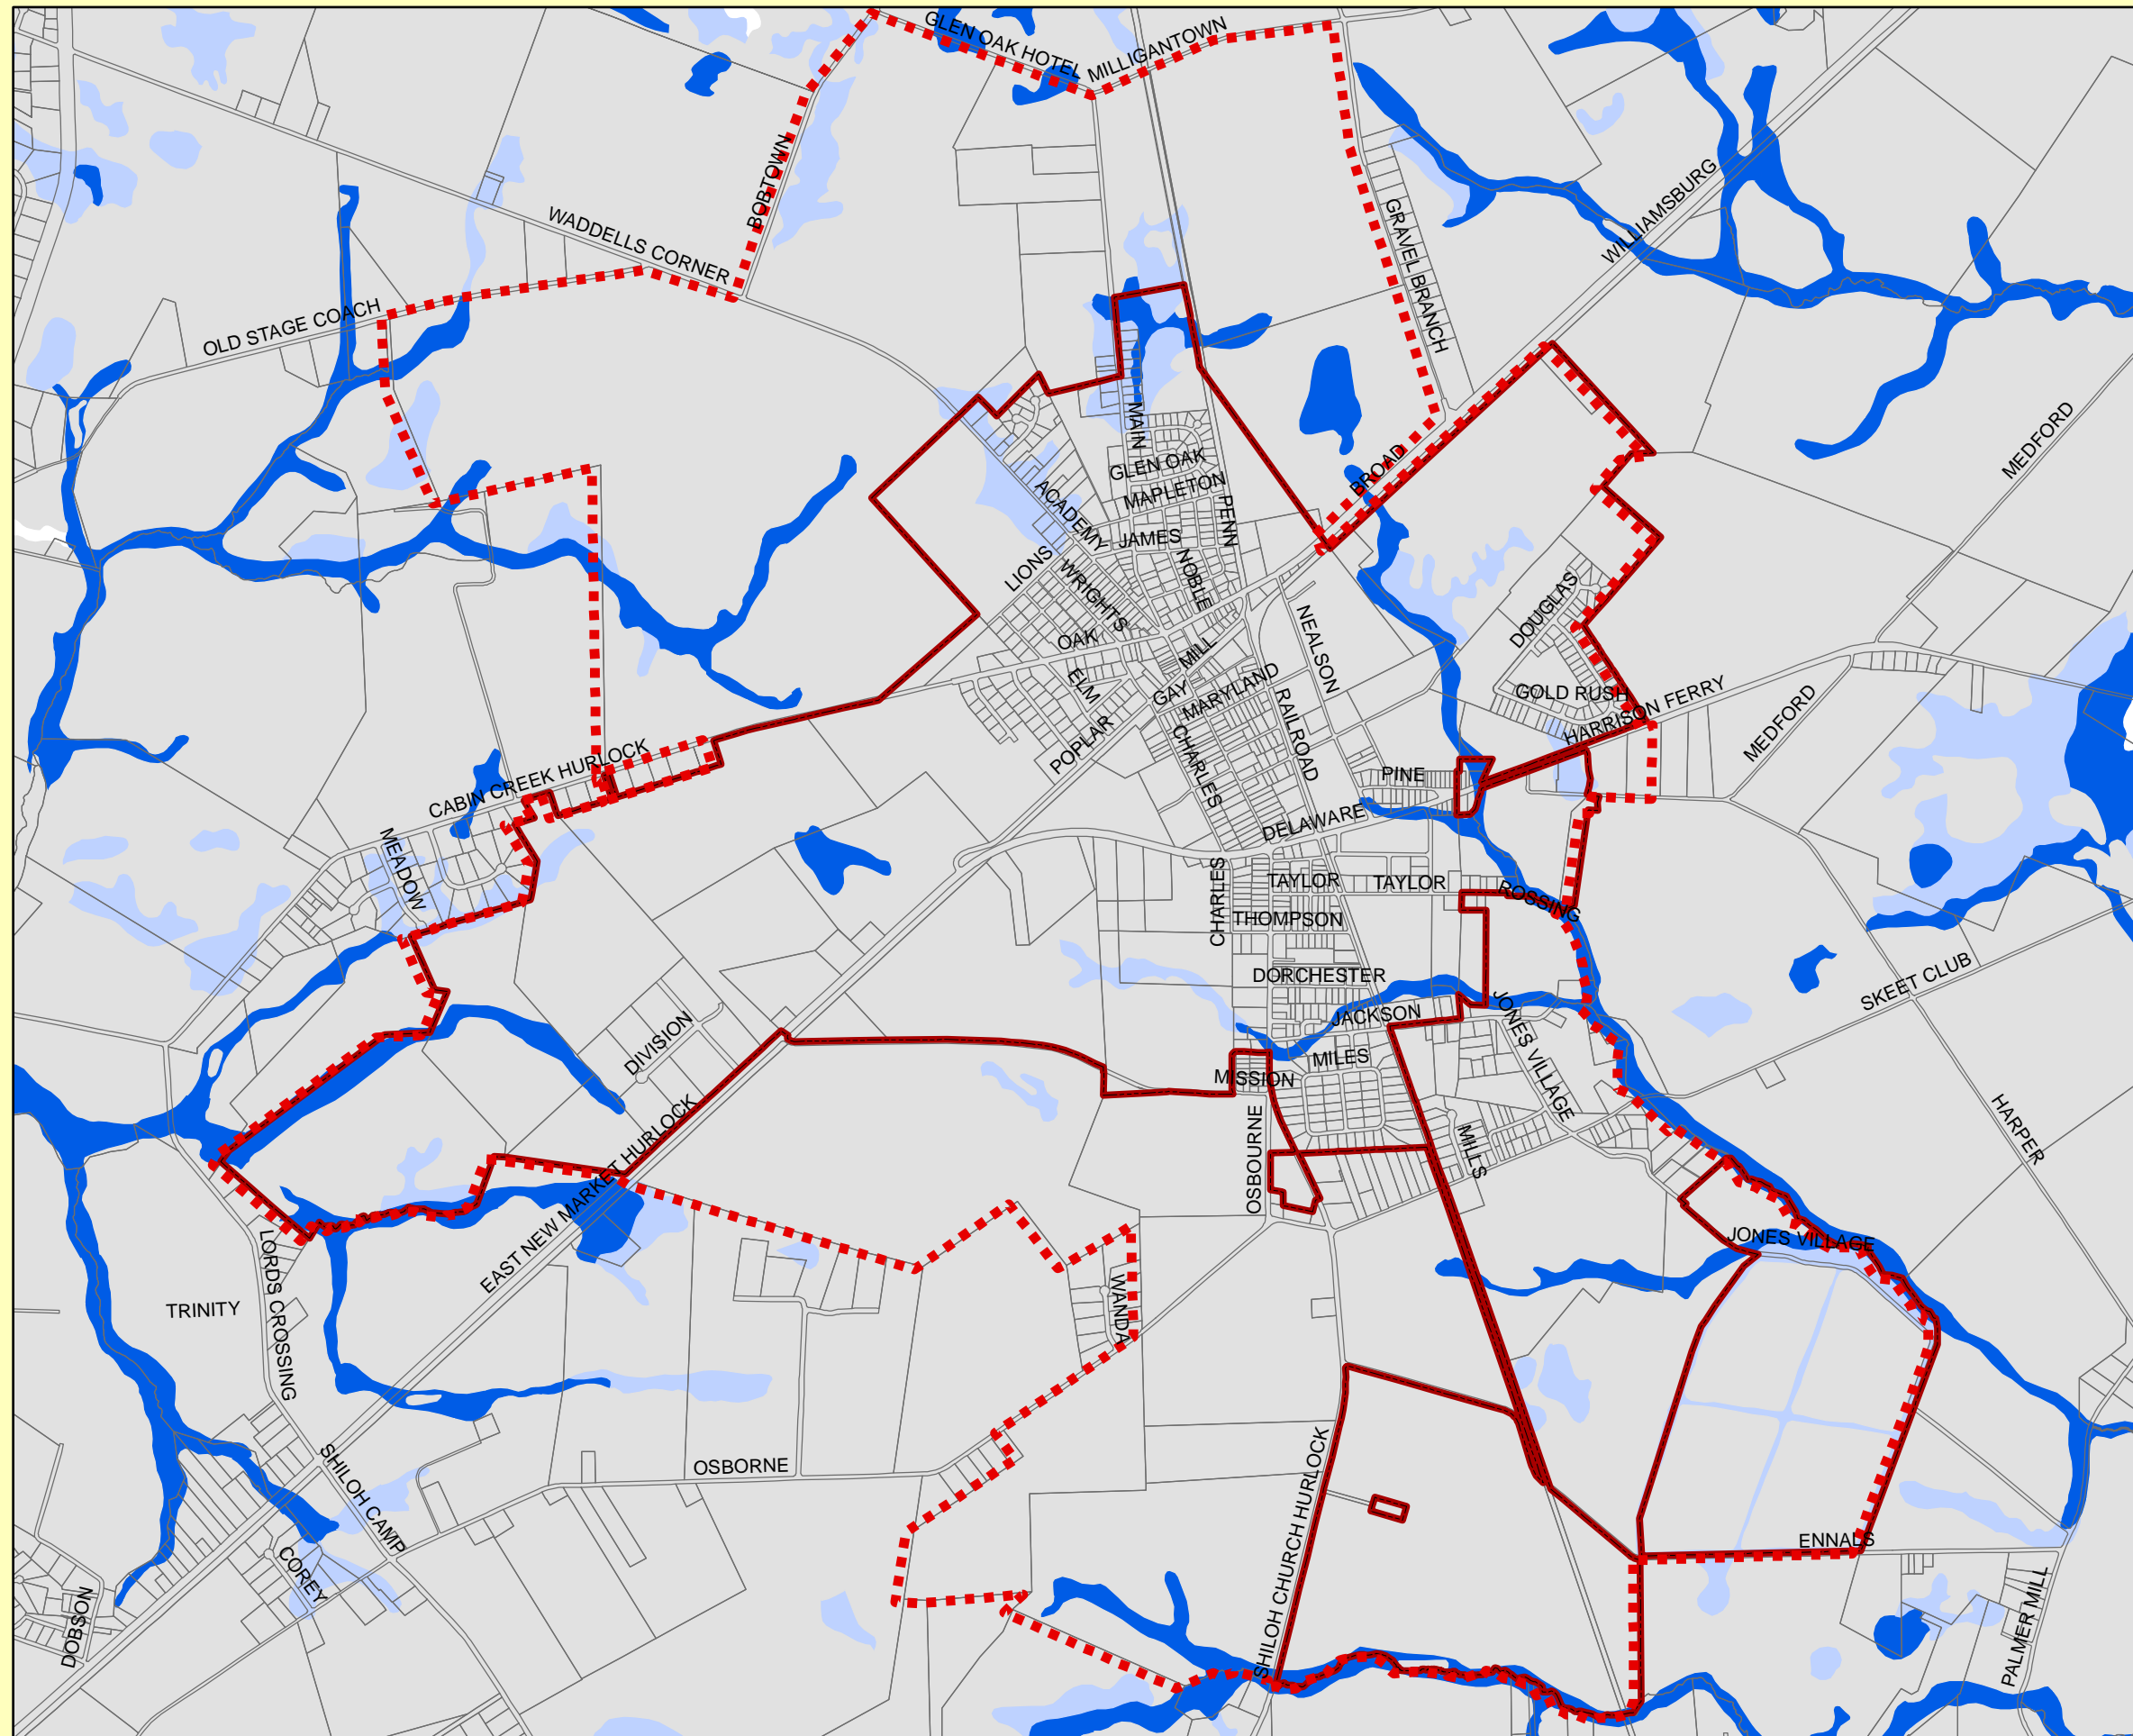 GLEN OAK HOTEL
MILLIGANTOWN
BOBTOWN
WADDELLS CORNER
WILLIAMSBURG
GRAVEL BRANCH
OLD STAGE COACH
MEDFORD
MAIN
BROAD
GLEN OAK
MAPLETON
PENN
ACADEMY
JAMES
NOBLE
LIONS
WRIGHTS
DOUGLAS
OAK
NEALSON
MILL
ELM
GAY
MARYLAND
GOLD RUSH
HARRISON FERRY
RAILROAD
MEDFORD
POPLAR
CHARLES
CABIN CREEK HURLOCK
PINE
DELAWARE
MEADOW
CHARLES
TAYLOR
TAYLOR
ROSSING
THOMPSON
DORCHESTER
SKEET CLUB
JACKSON
JONES VILLAGE
DIVISION
MILES
MISSION
HARPER
EAST NEW MARKET HURLOCK
OSBOURNE
MILLS
JONES VILLAGE
LORDS CROSSING
WANDA
TRINITY
OSBORNE
SHILOH CAMP
SHILOH CHURCH HURLOCK
ENNALS
COREY
DOBSON
PALMER MILL